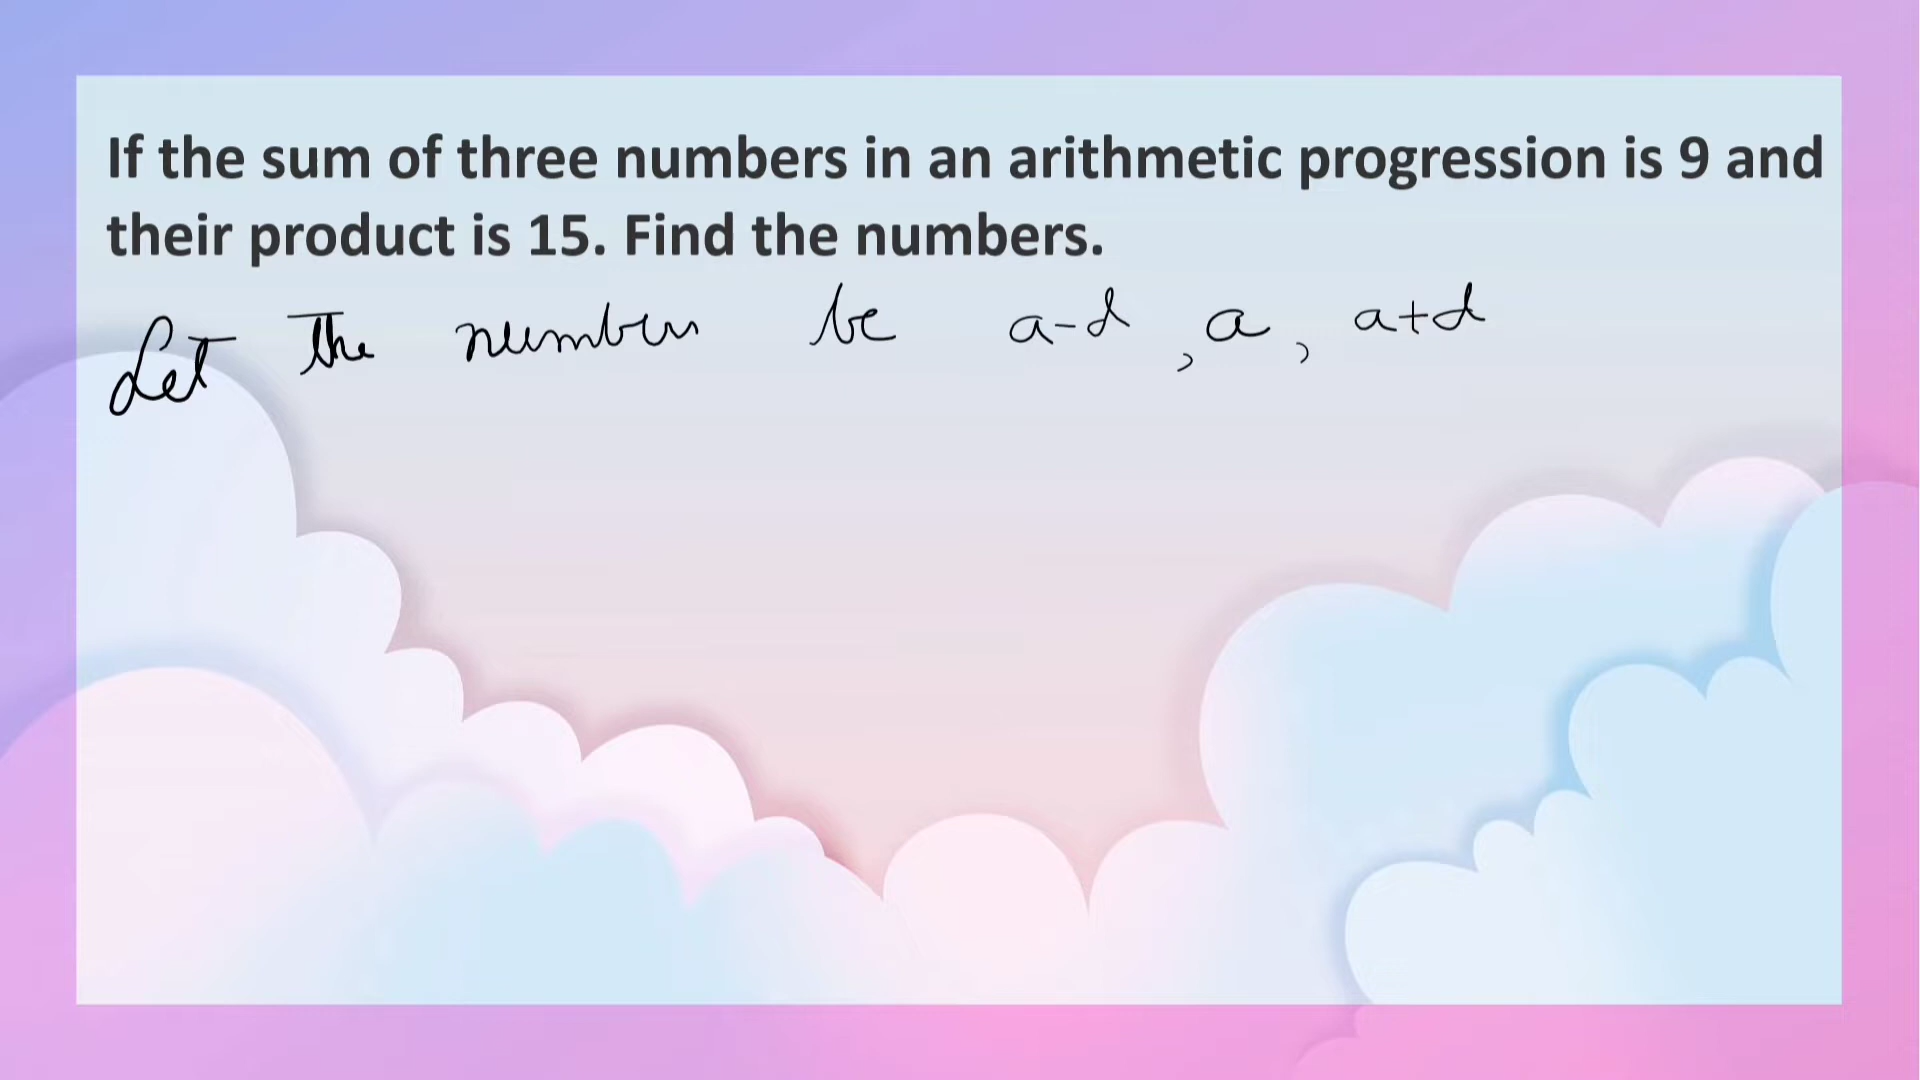 If the sum of three numbers in an arithmetic progression is 9 and
their product is 15. Find the numbers.
Let The numbers be a-d, a, a+d